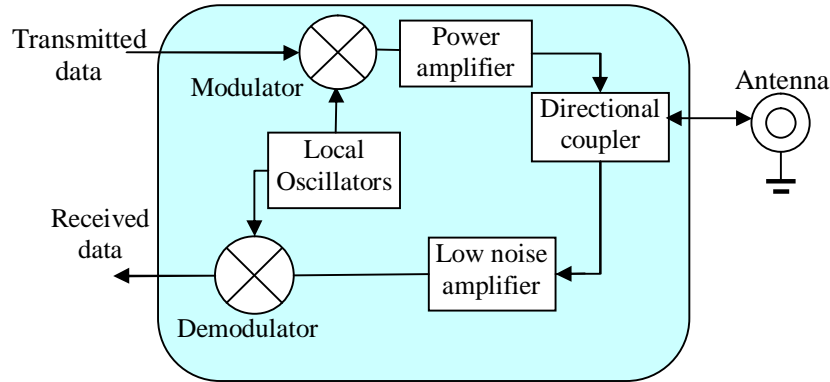 Transmitted
data
Modulator
Power
amplifier
Directional
coupler
Antenna
Local
Oscillators
Received
data
Demodulator
Low noise
amplifier